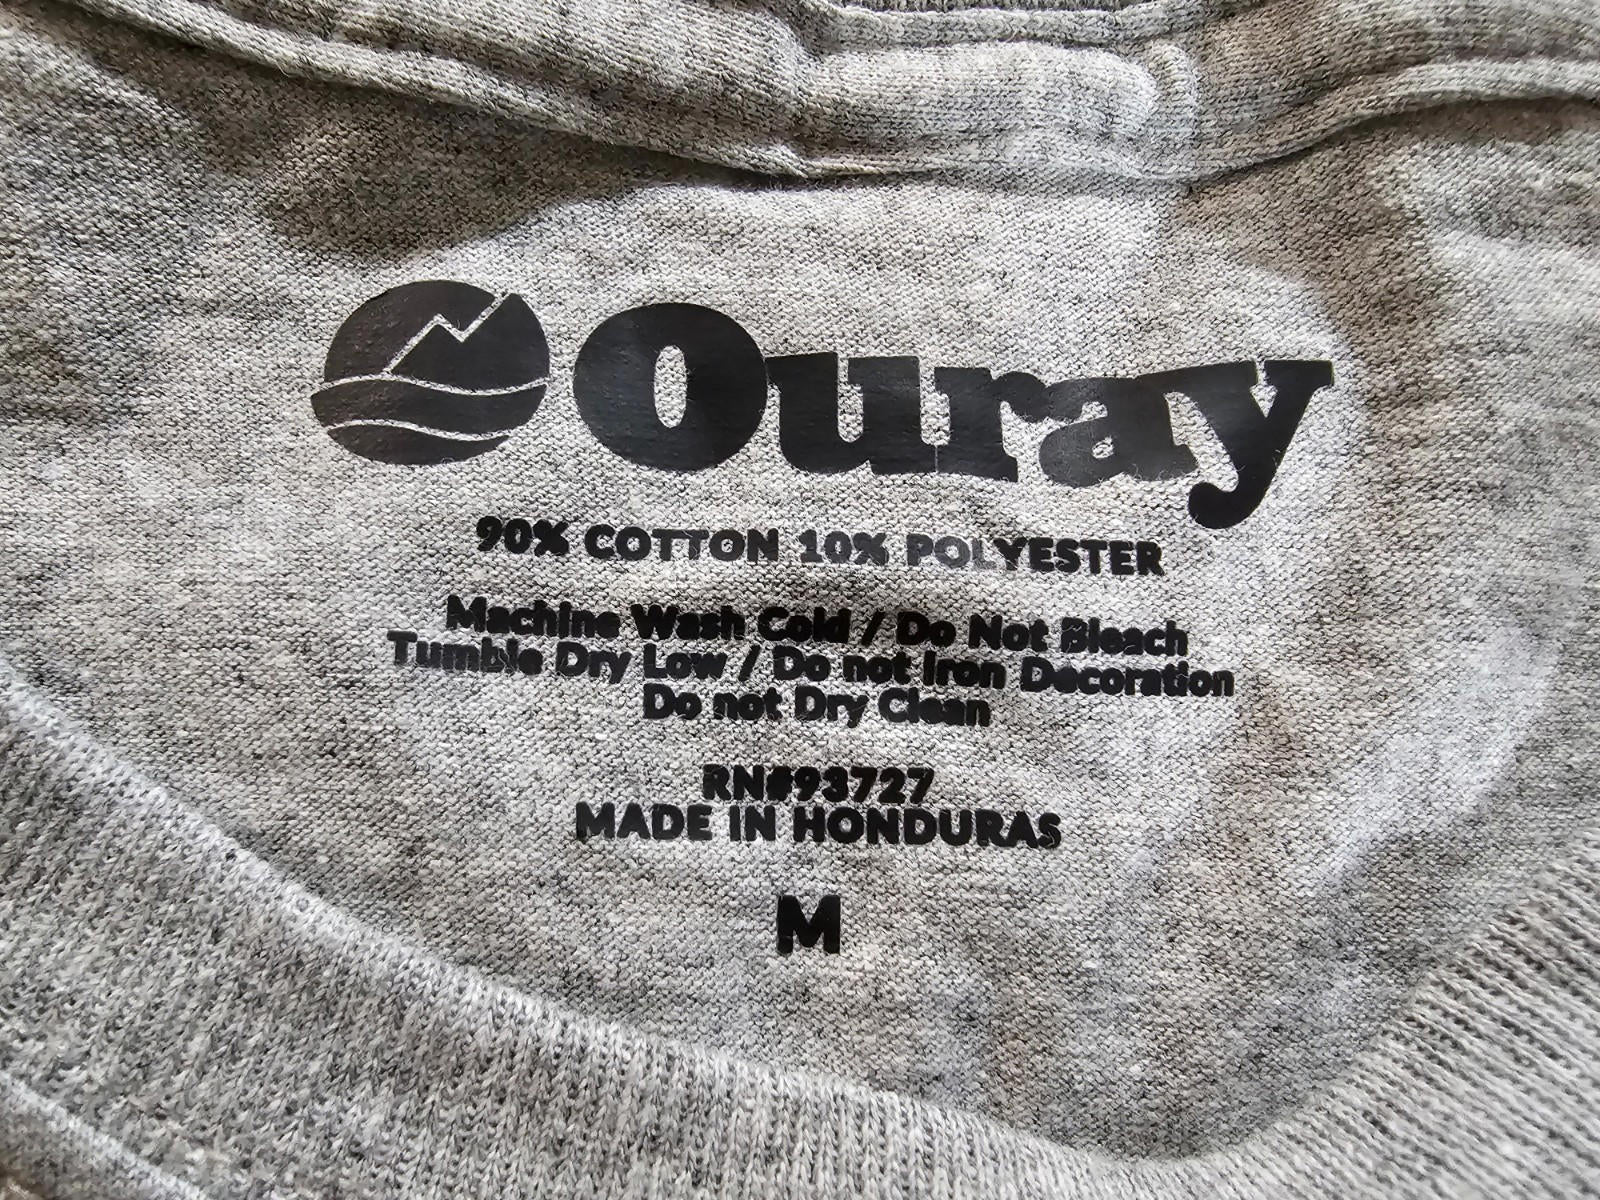 Ouray
90% COTTON 10% POLYESTER
Machine Wash Cold / Do Not Bleach
Tumble Dry Low / Do not Iron Decoration
Do not Dry Clean
RN#93727
MADE IN HONDURAS
M